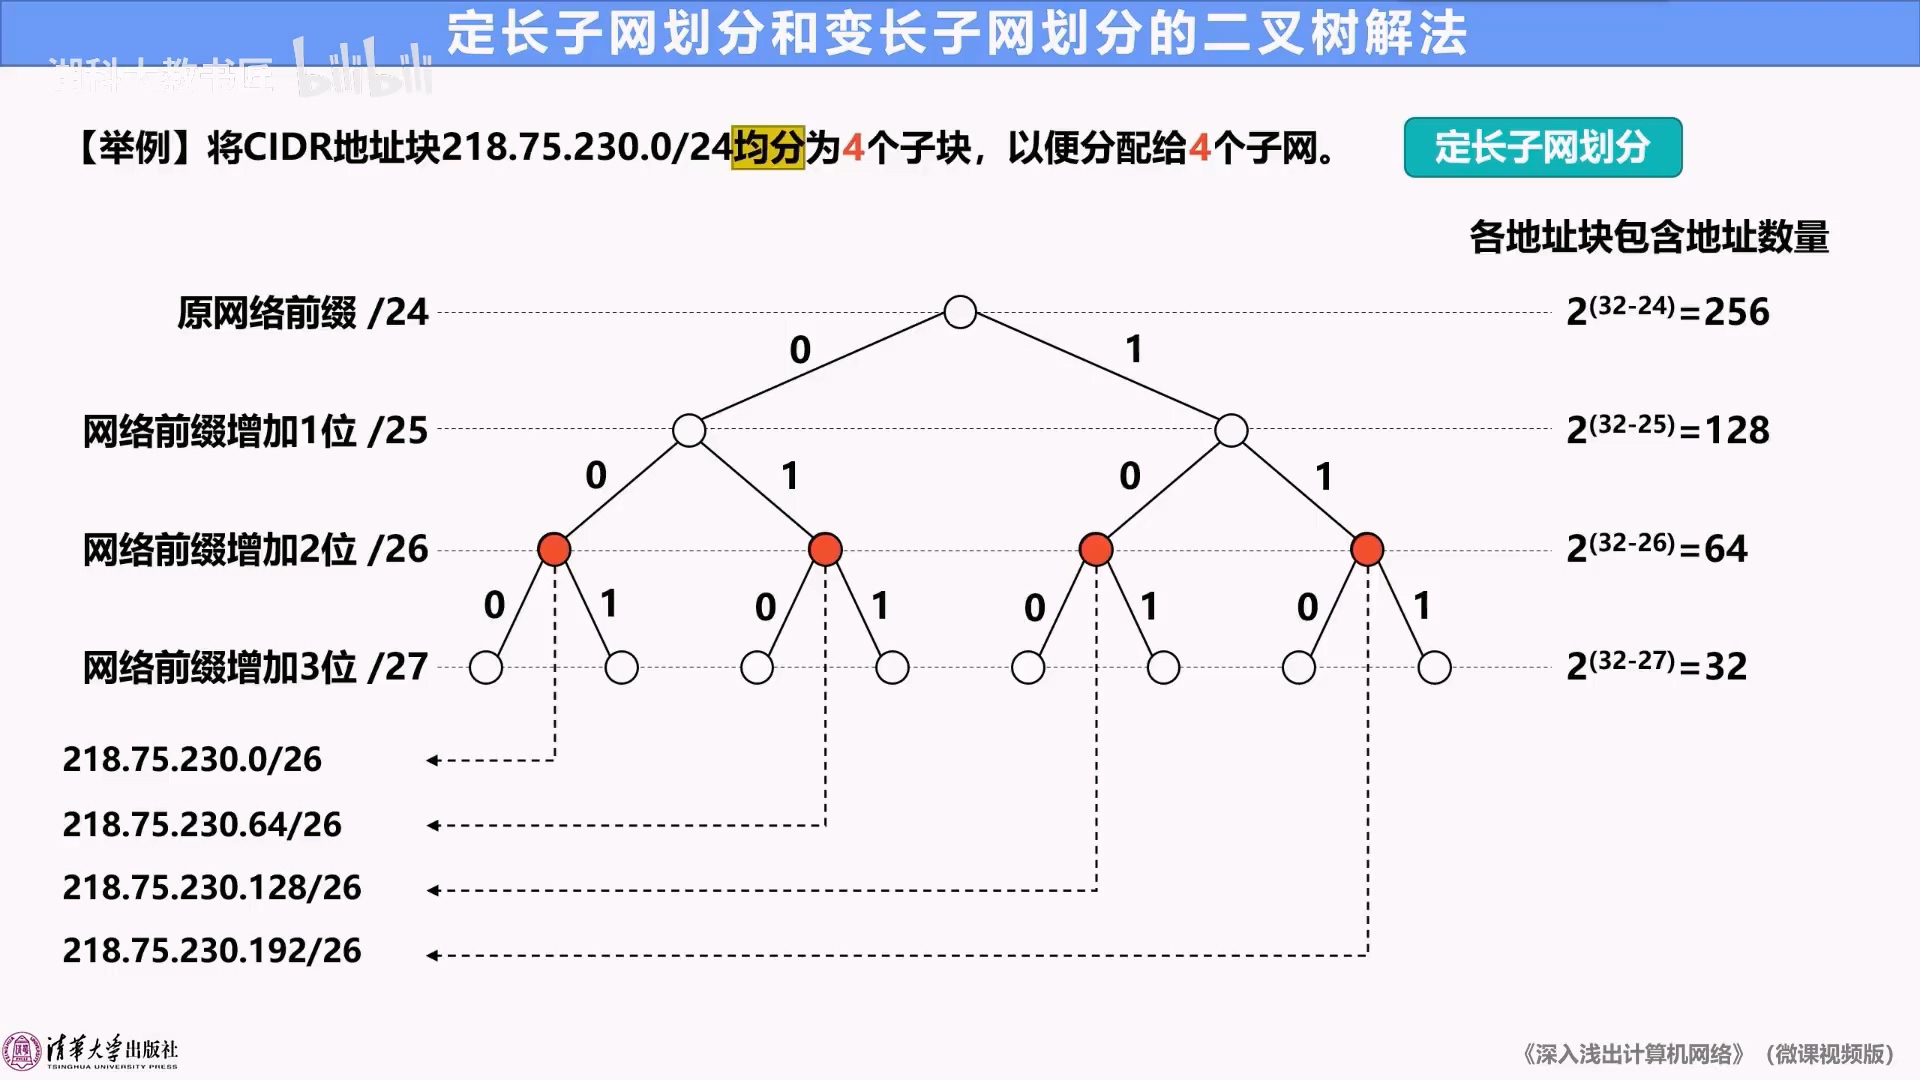 定长子网划分和变长子网划分的二叉树解法
湖科大教书匠 bilibili
【举例】将CIDR地址块218.75.230.0/24均分为4个子块，以便分配给4个子网。
定长子网划分
各地址块包含地址数量
原网络前缀 /24
2^(32-24)=256
0 1
网络前缀增加1位 /25
2^(32-25)=128
0 1 0 1
网络前缀增加2位 /26
2^(32-26)=64
0 1 0 1 0 1 0 1
网络前缀增加3位 /27
2^(32-27)=32
218.75.230.0/26
218.75.230.64/26
218.75.230.128/26
218.75.230.192/26
清华大学出版社
TSINGHUA UNIVERSITY PRESS
《深入浅出计算机网络》（微课视频版）